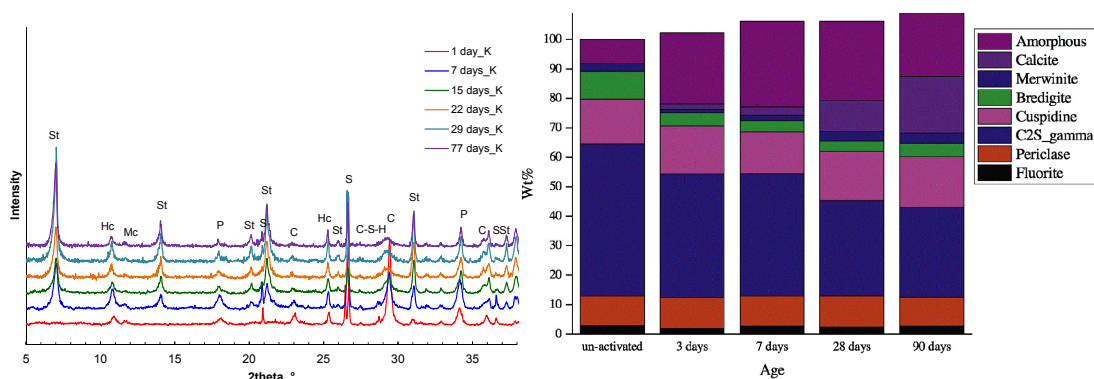 1 day_K
7 days_K
15 days_K
22 days_K
29 days_K
77 days_K
St
Hc
Mc
St
P
St
S
St
C
Hc
St
S
C-S-H
C
St
P
C
SSt
Intensity
5
10
15
20
25
30
35
2theta, °
100
90
80
70
60
50
40
30
20
10
0
Wt%
un-activated
3 days
7 days
28 days
90 days
Age
Amorphous
Calcite
Merwinite
Bredigite
Cuspidine
C2S_gamma
Periclase
Fluorite